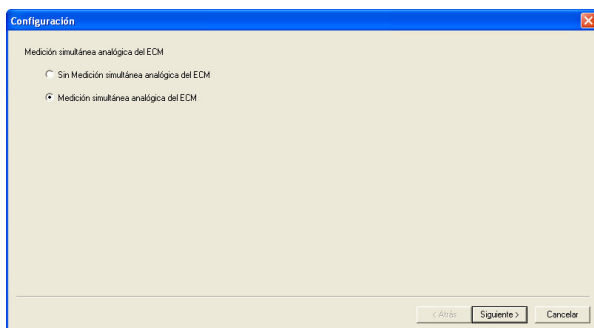 Configuración
Medición simultánea analógica del ECM
Sin Medición simultánea analógica del ECM
Medición simultánea analógica del ECM
< Atrás Siguiente > Cancelar